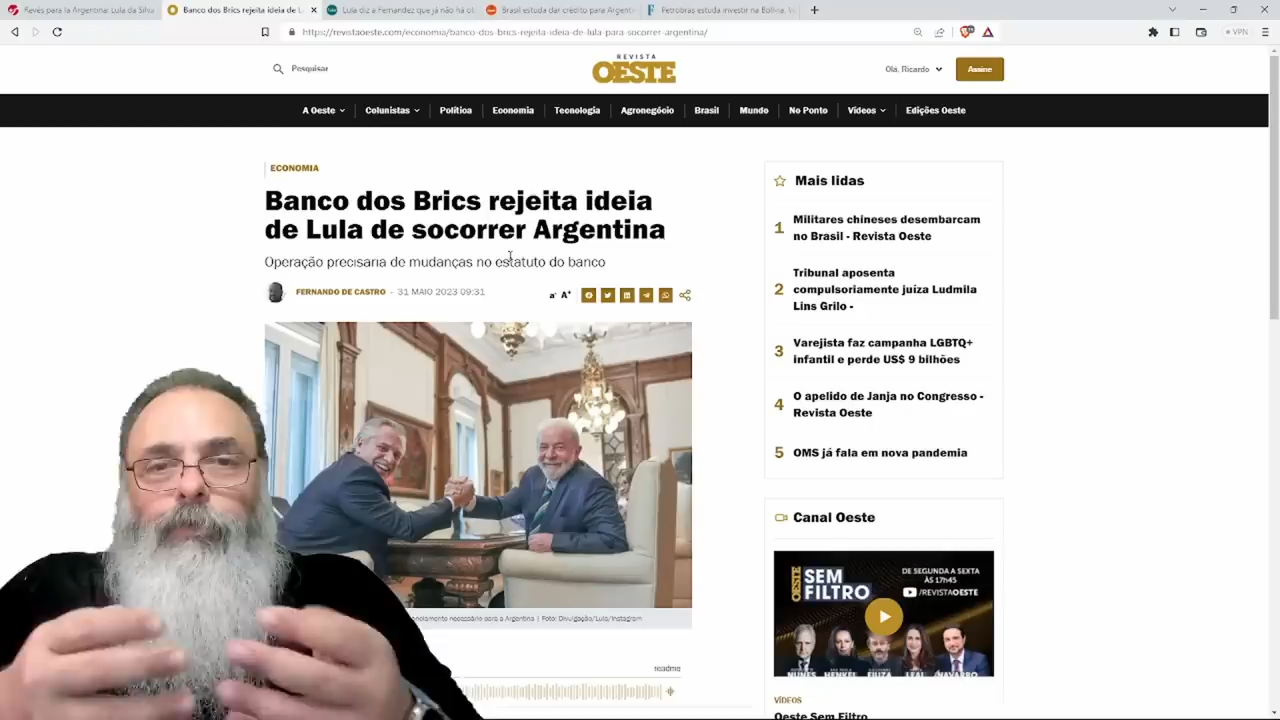 Revés para la Argentina: Lula da Silva
Banco dos Brics rejeita ideia de L
Lula diz a Fernandez que já não há di
Brasil estuda dar crédito para Argenti
Petrobras estuda investir na Bolívia, V
https://revistaoeste.com/economia/banco-dos-brics-rejeita-ideia-de-lula-para-socorrer-argentina/
VPN
Pesquisar
REVISTA
OESTE
Olá, Ricardo
Assine
A Oeste
Colunistas
Política
Economia
Tecnologia
Agronegócio
Brasil
Mundo
No Ponto
Vídeos
Edições Oeste
ECONOMIA
Banco dos Brics rejeita ideia
de Lula de socorrer Argentina
Operação precisaria de mudanças no estatuto do banco
FERNANDO DE CASTRO - 31 MAIO 2023 09:31
a- A+
necessário para a Argentina | Foto: Divulgação/Lula/Instagram
readme
Mais lidas
1 Militares chineses desembarcam
no Brasil - Revista Oeste
2 Tribunal aposenta
compulsoriamente juíza Ludmila
Lins Grilo -
3 Varejista faz campanha LGBTQ+
infantil e perde US$ 9 bilhões
4 O apelido de Janja no Congresso -
Revista Oeste
5 OMS já fala em nova pandemia
Canal Oeste
OESTE
SEM
FILTRO
DE SEGUNDA A SEXTA
ÀS 17h45
/REVISTAOESTE
NUNES
HENKEL
FIUZA
LEAL
NAVARRO
VÍDEOS
Oeste Sem Filtro